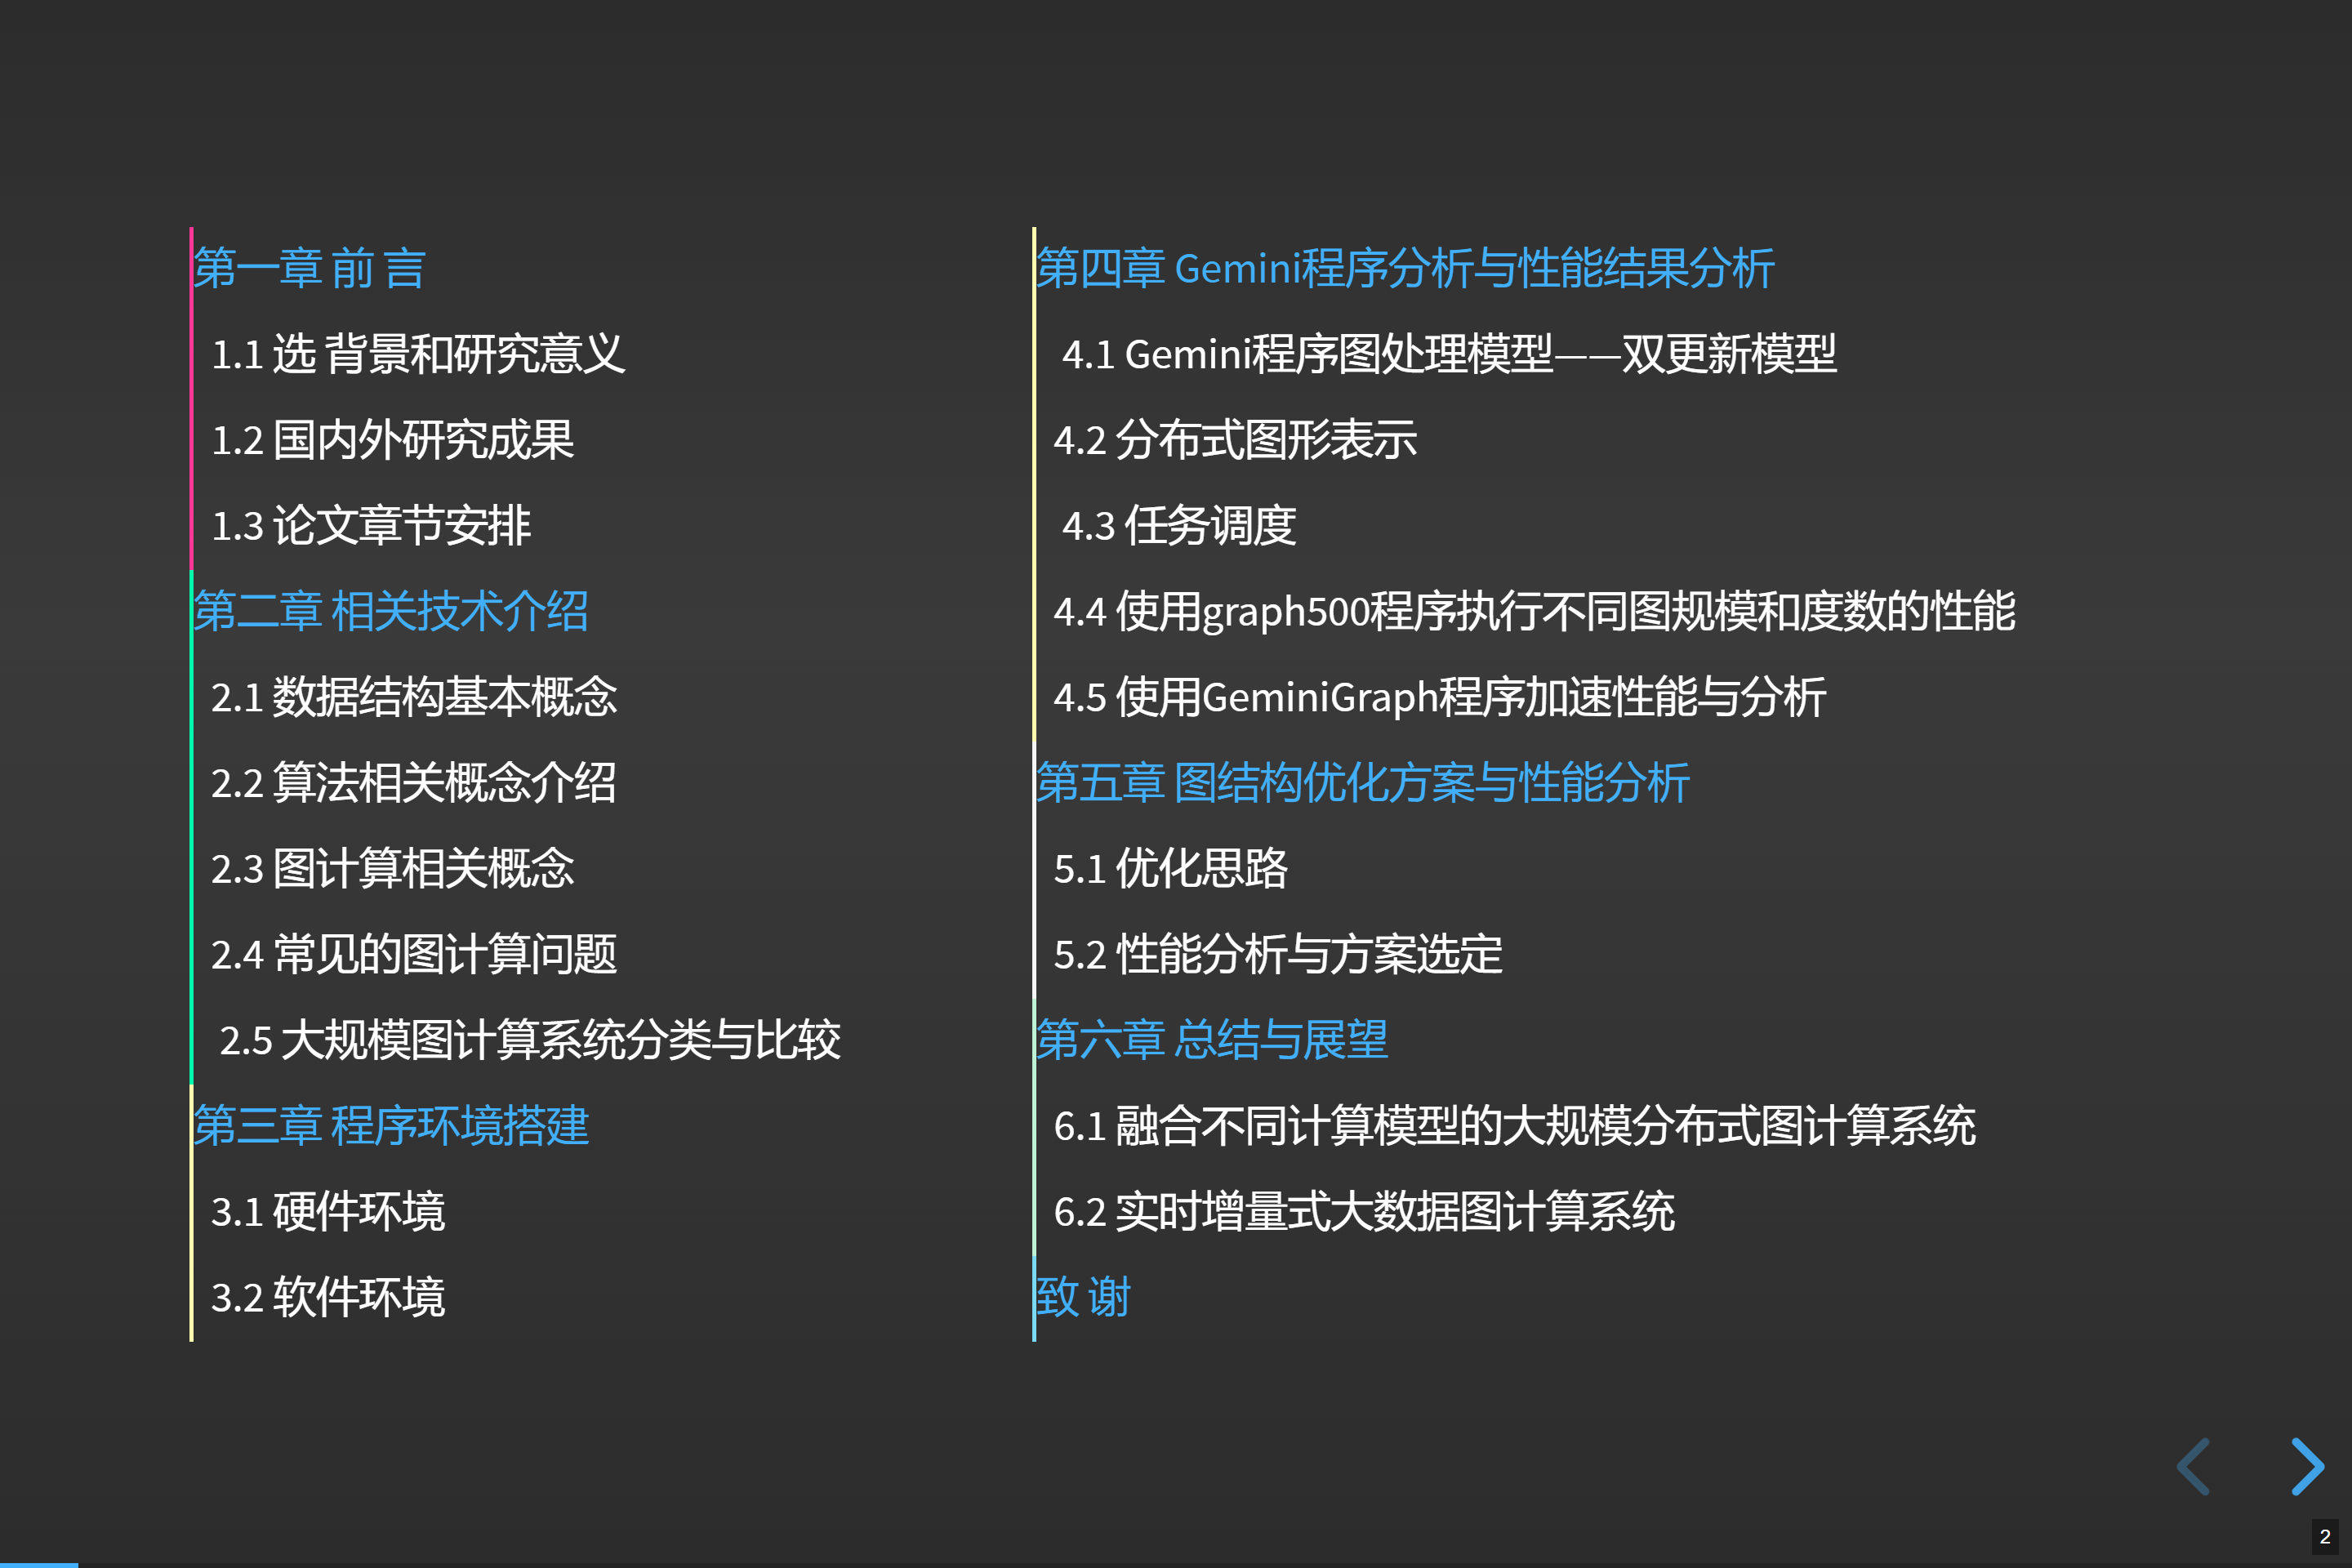 第一章 前 言
1.1 选 背景和研究意义
1.2 国内外研究成果
1.3 论文章节安排
第二章 相关技术介绍
2.1 数据结构基本概念
2.2 算法相关概念介绍
2.3 图计算相关概念
2.4 常见的图计算问题
2.5 大规模图计算系统分类与比较
第三章 程序环境搭建
3.1 硬件环境
3.2 软件环境
第四章 Gemini程序分析与性能结果分析
4.1 Gemini程序图处理模型——双更新模型
4.2 分布式图形表示
4.3 任务调度
4.4 使用graph500程序执行不同图规模和度数的性能
4.5 使用GeminiGraph程序加速性能与分析
第五章 图结构优化方案与性能分析
5.1 优化思路
5.2 性能分析与方案选定
第六章 总结与展望
6.1 融合不同计算模型的大规模分布式图计算系统
6.2 实时增量式大数据图计算系统
致 谢
2